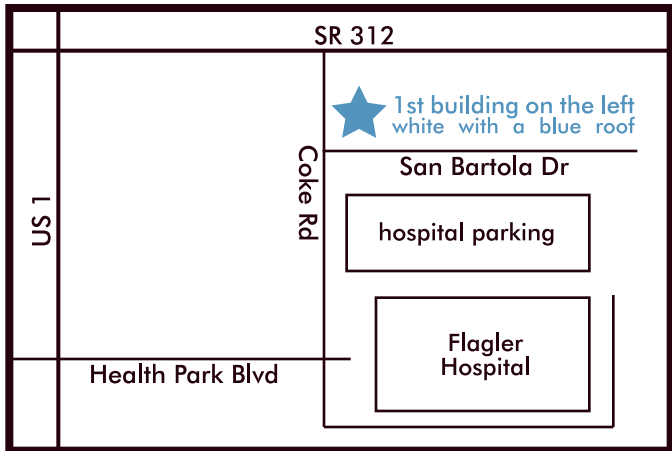 SR 312
1st building on the left
white with a blue roof
San Bartola Dr
Coke Rd
US 1
hospital parking
Flagler
Hospital
Health Park Blvd